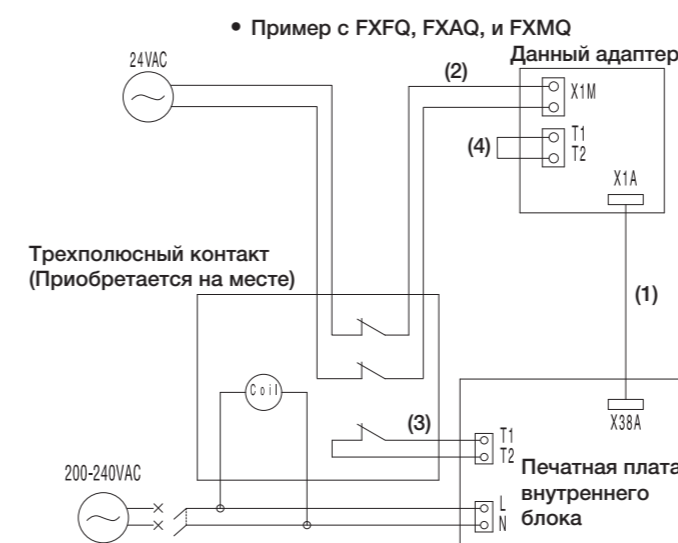 • Пример с FXFQ, FXAQ, и FXMQ
24VAC
Данный адаптер
(2)
X1M
(4)
T1
T2
X1A
Трехполюсный контакт
(Приобретается на месте)
(1)
Coil
X38A
(3)
T1
T2
Печатная плата
внутреннего
блока
200-240VAC
L
N